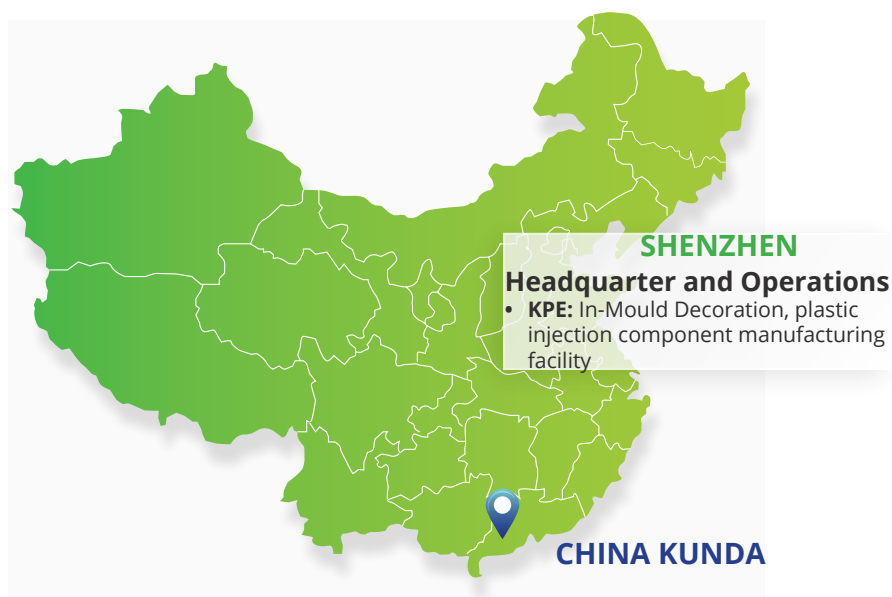 SHENZHEN
Headquarter and Operations
• KPE: In-Mould Decoration, plastic
injection component manufacturing
facility
CHINA KUNDA